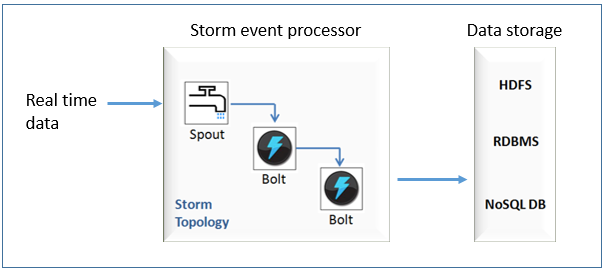 Storm event processor
Data storage
Real time
data
Spout
Bolt
Bolt
Storm
Topology
HDFS
RDBMS
NoSQL DB